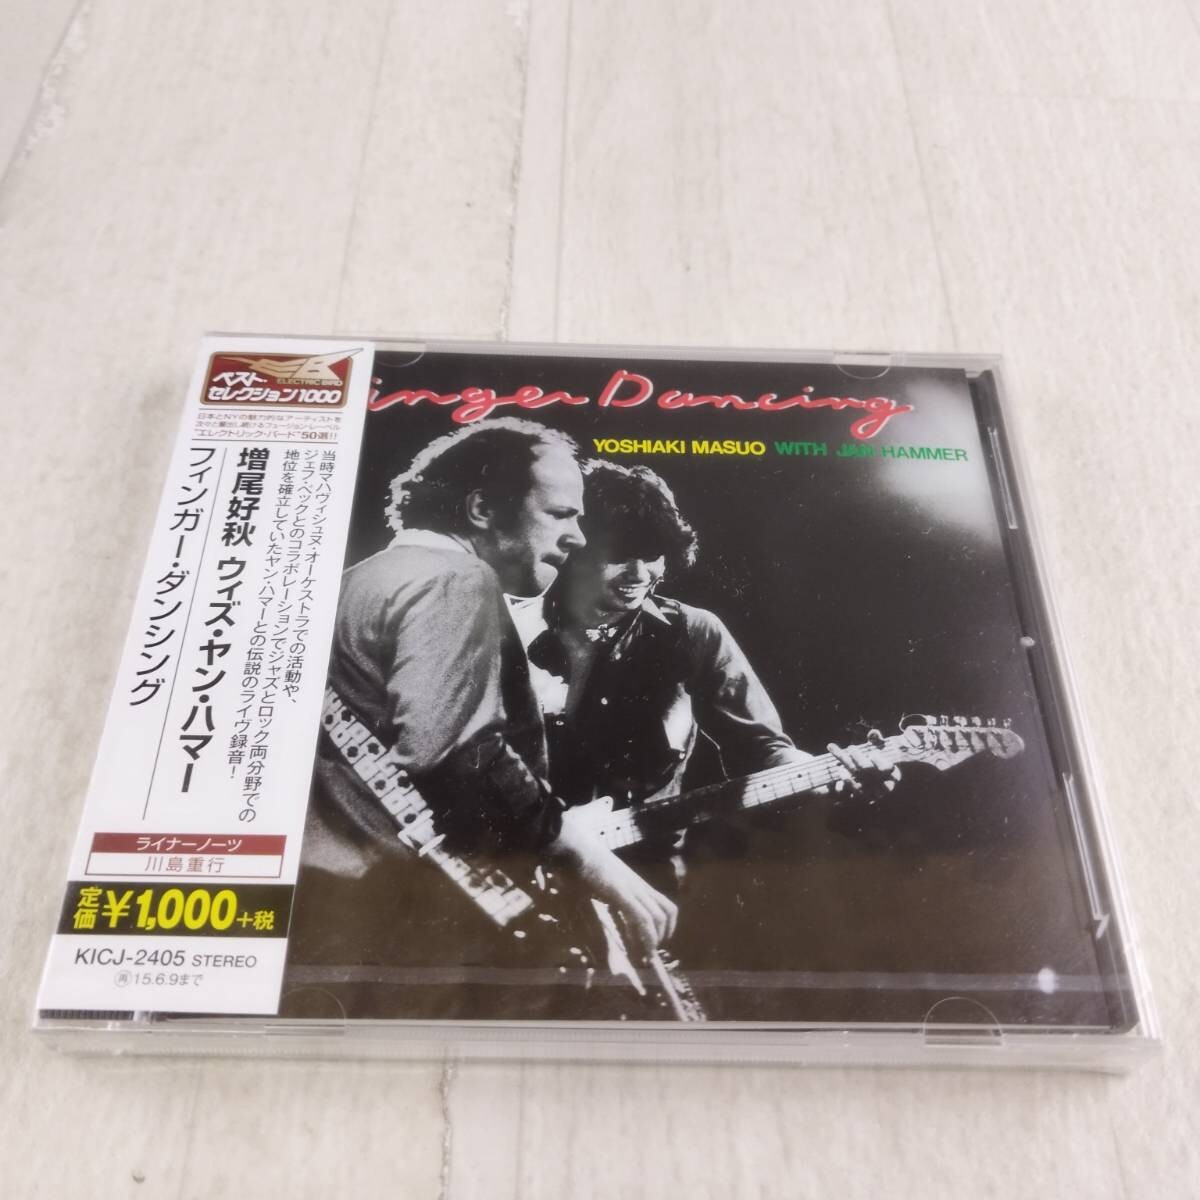 ELECTRIC BIRD
ベスト・
セレクション1000
日本とNYの魅力的なアーティストを
次々と輩出し続けるフュージョン・レーベル
"エレクトリック・バード"50選!!
当時マハヴィシュヌ・オーケストラでの活動や、
ジェフ・ベックとのコラボレーションでジャズとロック両分野での
地位を確立していたヤン・ハマーとの伝説のライヴ録音!
増尾好秋 ウィズ・ヤン・ハマー
フィンガー・ダンシング
ライナーノーツ
川島重行
定価 ¥1,000+税
KICJ-2405 STEREO
再15.6.9まで
inger Dancing
YOSHIAKI MASUO WITH JAN HAMMER